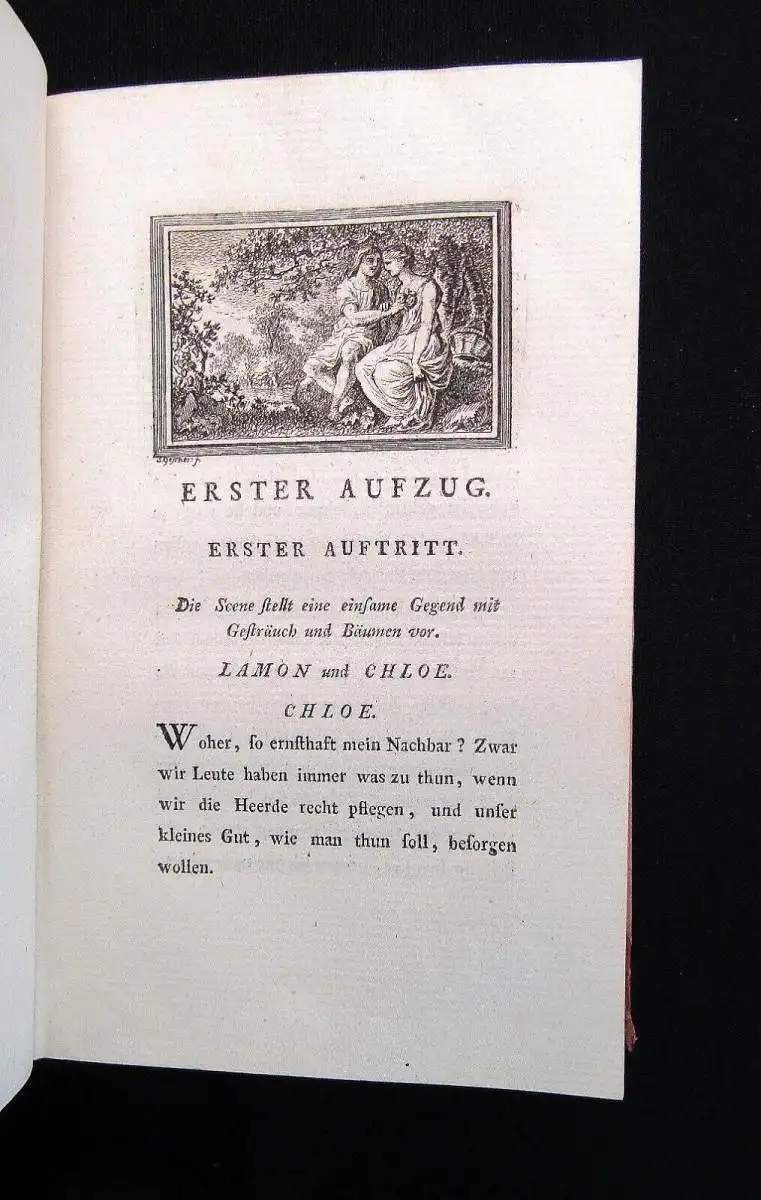 S. Geſsner f.
ERSTER AUFZUG.
ERSTER AUFTRITT.
Die Scene ſtellt eine einſame Gegend mit
Geſträuch und Bäumen vor.
LAMON und CHLOE.
CHLOE.
Woher, ſo ernſthaft mein Nachbar? Zwar
wir Leute haben immer was zu thun, wenn
wir die Heerde recht pflegen, und unſer
kleines Gut, wie man thun ſoll, beſorgen
wollen.